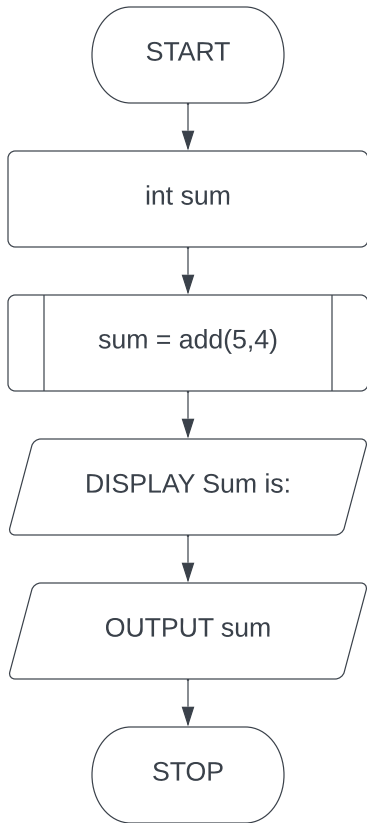 START
int sum
sum = add(5,4)
DISPLAY Sum is:
OUTPUT sum
STOP